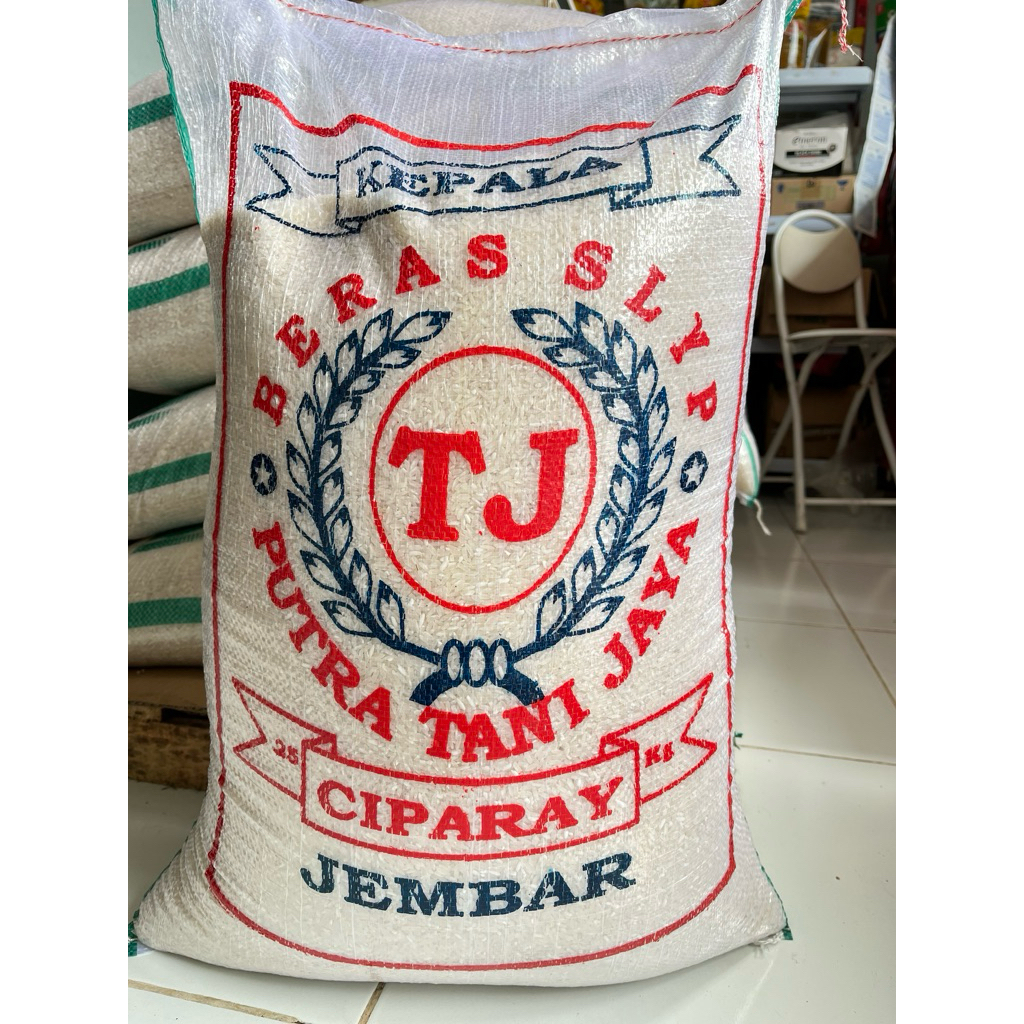 KEPALA
BERAS SLYP
TJ
PUTRA TANI JAYA
25 KG
CIPARAY
JEMBAR